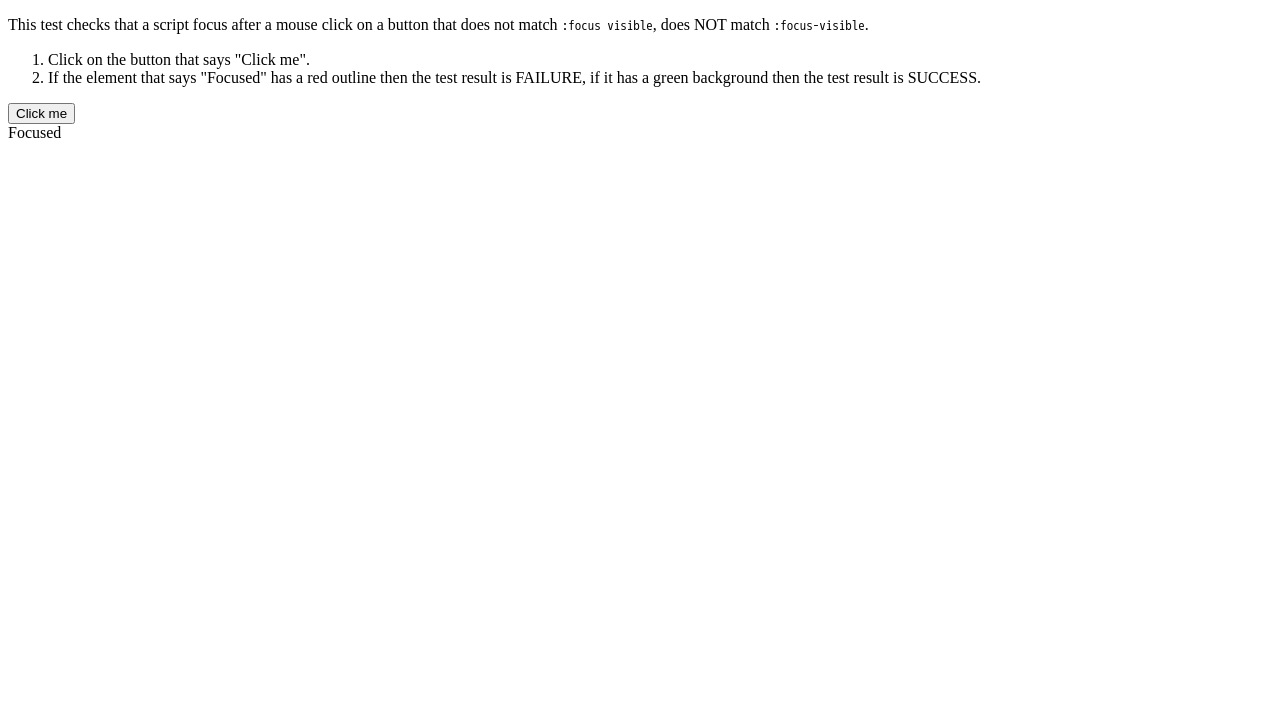 This test checks that a script focus after a mouse click on a button that does not match :focus visible, does NOT match :focus-visible.
1. Click on the button that says "Click me".
2. If the element that says "Focused" has a red outline then the test result is FAILURE, if it has a green background then the test result is SUCCESS.
Click me
Focused